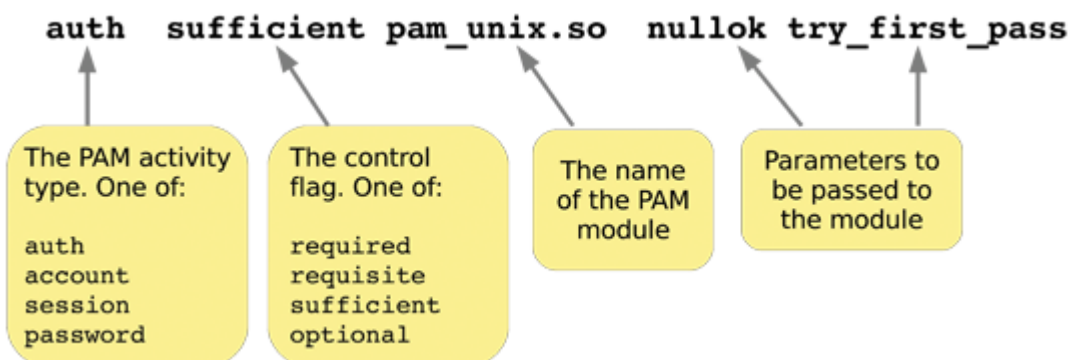 auth sufficient pam_unix.so nullok try_first_pass
The PAM activity
type. One of:
auth
account
session
password
The control
flag. One of:
required
requisite
sufficient
optional
The name
of the PAM
module
Parameters to
be passed to
the module